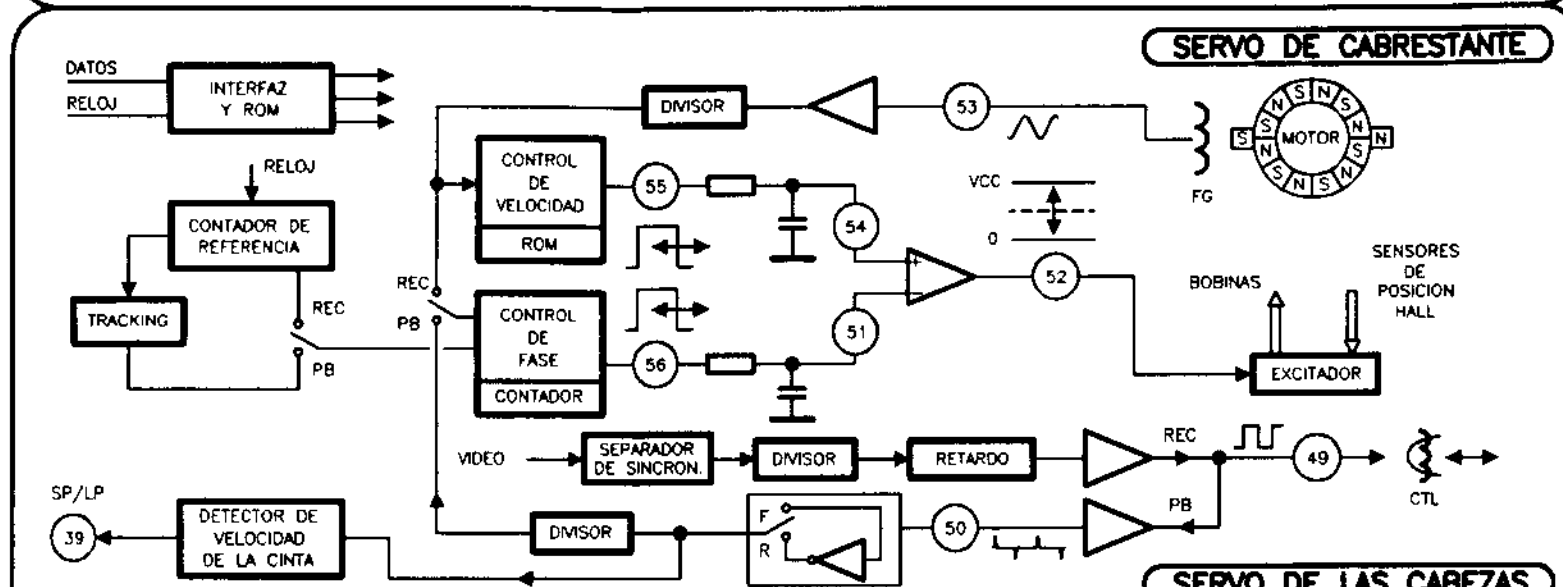 SERVO DE CABRESTANTE
DATOS
RELOJ
INTERFAZ
Y ROM
DIVISOR
53
FG
S
N
S
N
S
N
S
N
S
N
S
N
S
N
MOTOR
RELOJ
CONTADOR DE
REFERENCIA
TRACKING
REC
PB
REC
PB
CONTROL
DE
VELOCIDAD
ROM
55
54
VCC
0
52
CONTROL
DE
FASE
CONTADOR
56
51
+
−
BOBINAS
SENSORES
DE
POSICION
HALL
EXCITADOR
VIDEO
SEPARADOR
DE SINCRON.
DIVISOR
RETARDO
REC
PB
49
CTL
SP/LP
39
DETECTOR DE
VELOCIDAD
DE LA CINTA
DIVISOR
F
R
50
SERVO DE LAS CABEZAS